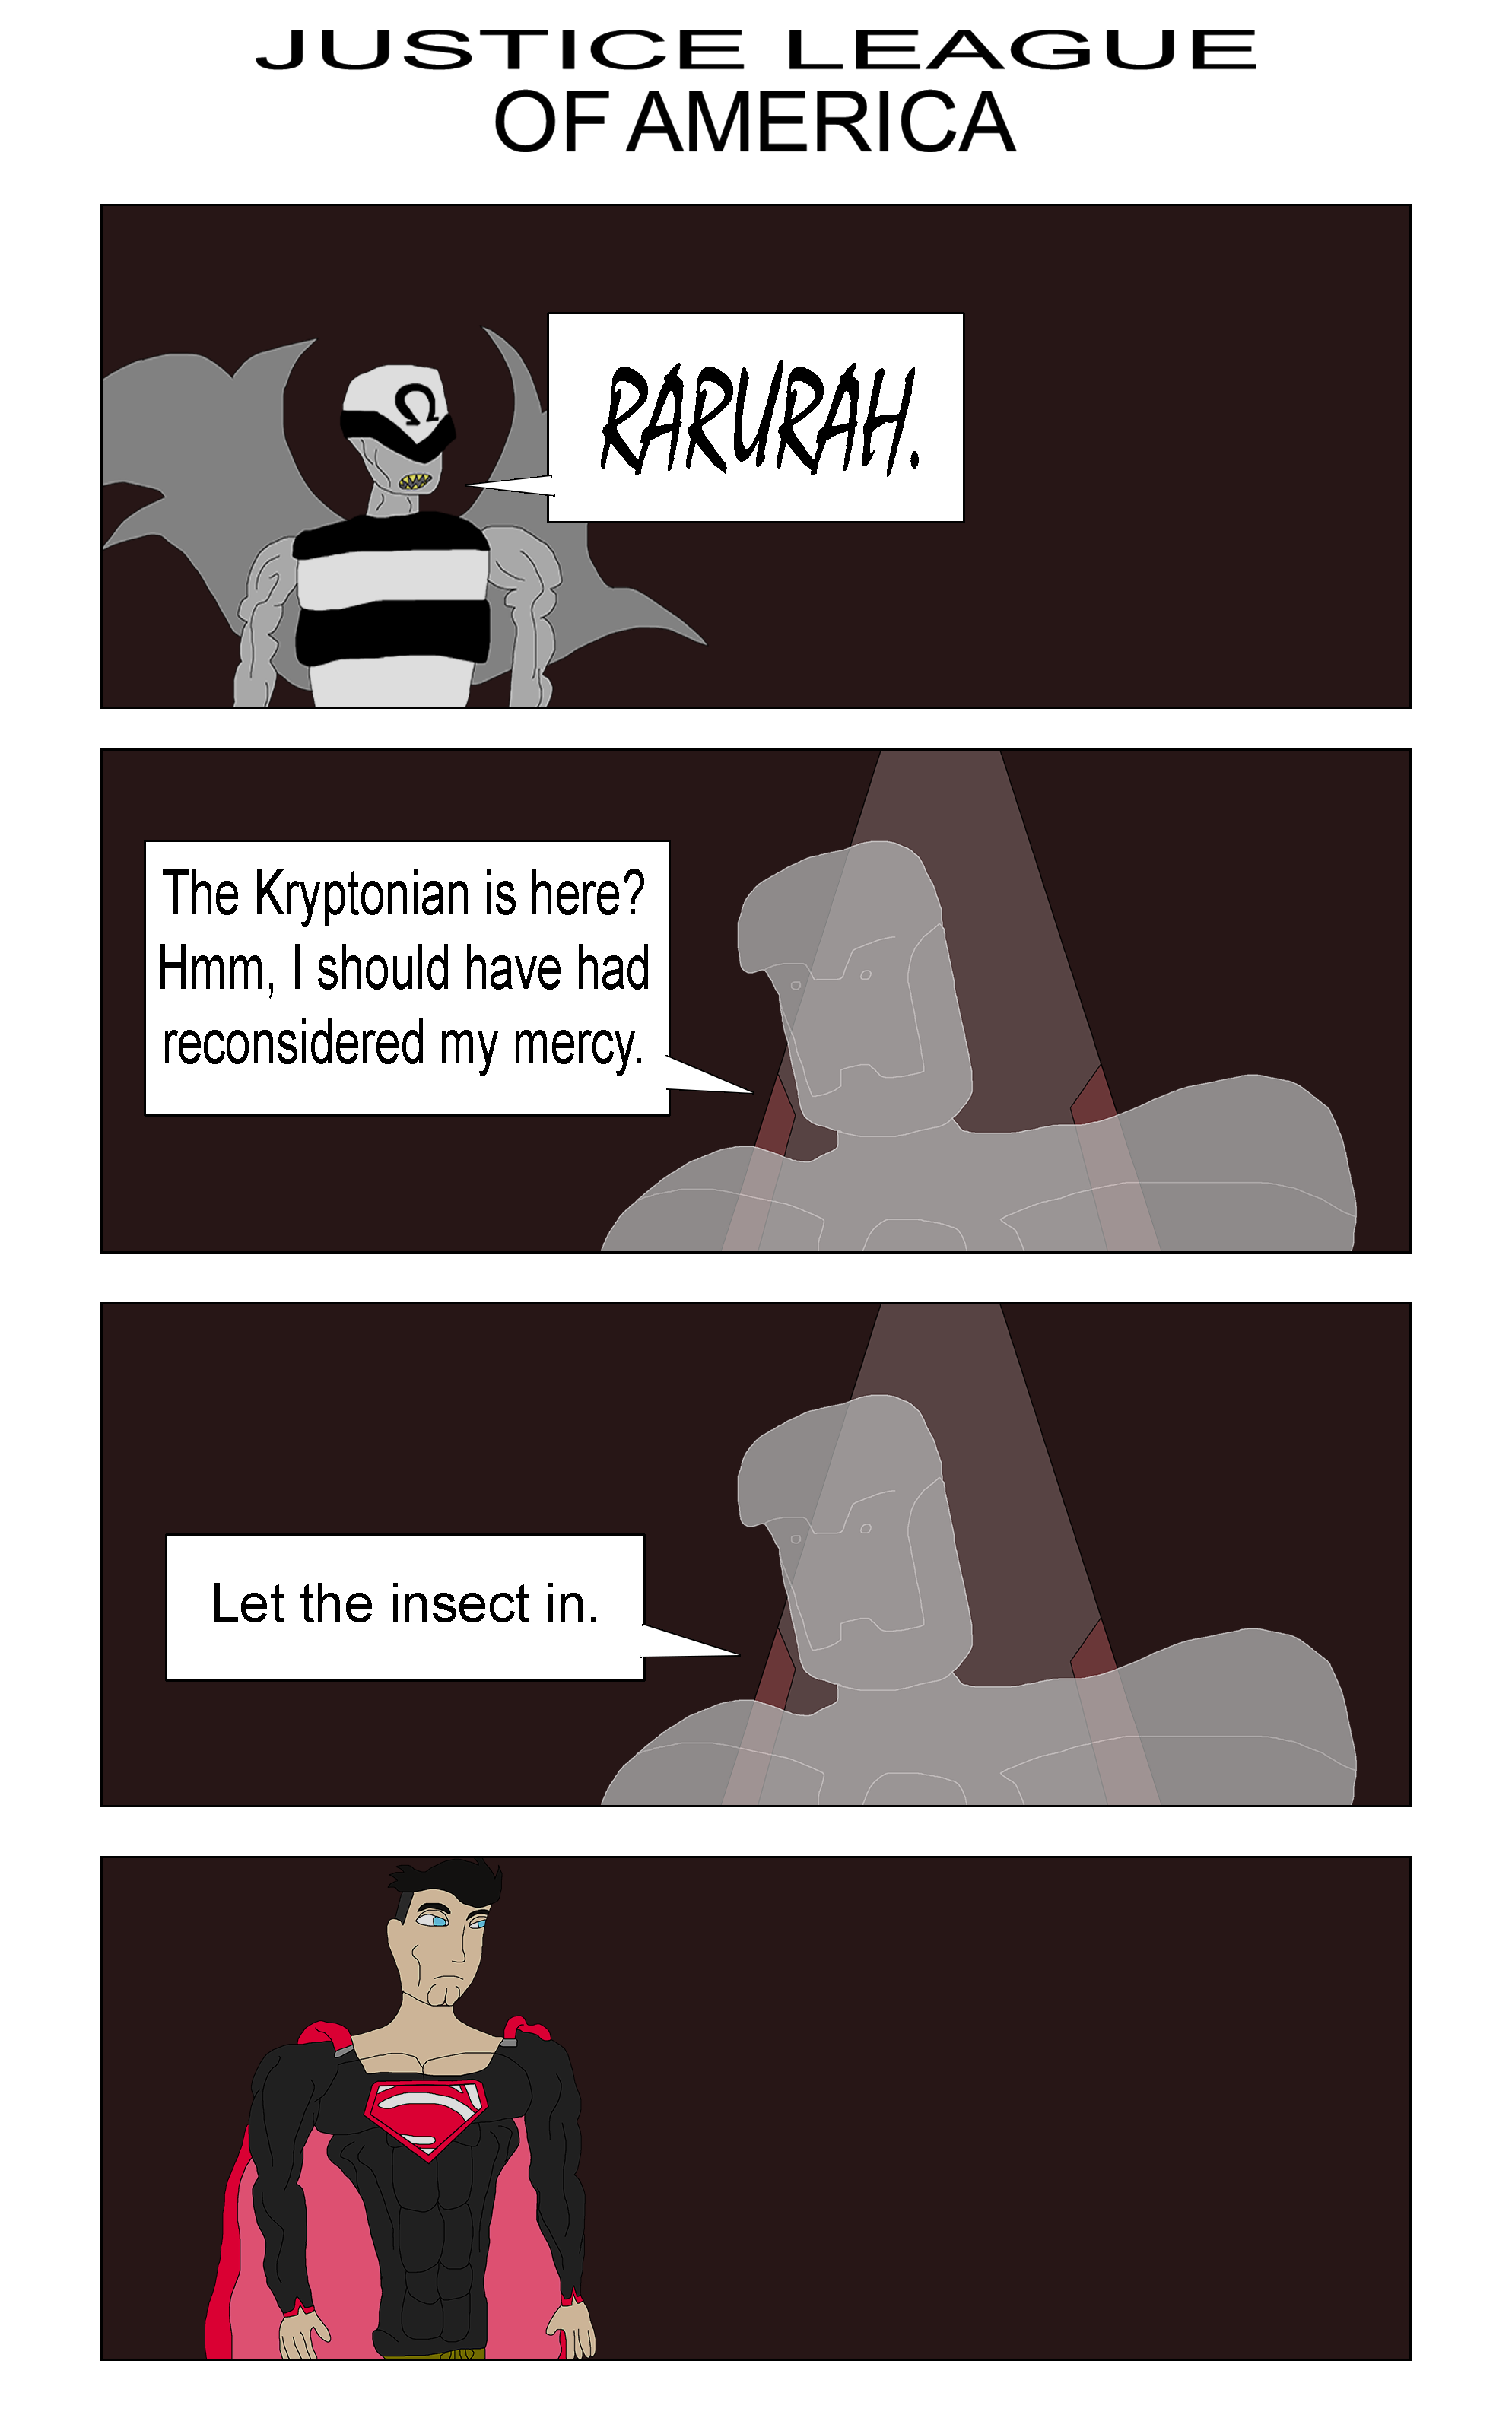 JUSTICE LEAGUE
OF AMERICA
Ω
RARURAH.
The Kryptonian is here?
Hmm, I should have had
reconsidered my mercy.
Let the insect in.